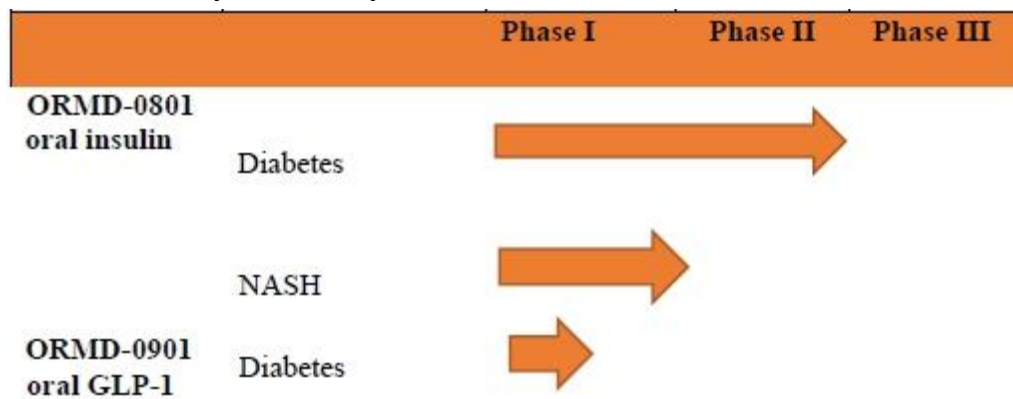 Phase I Phase II Phase III
ORMD-0801
oral insulin
Diabetes
NASH
ORMD-0901
oral GLP-1
Diabetes